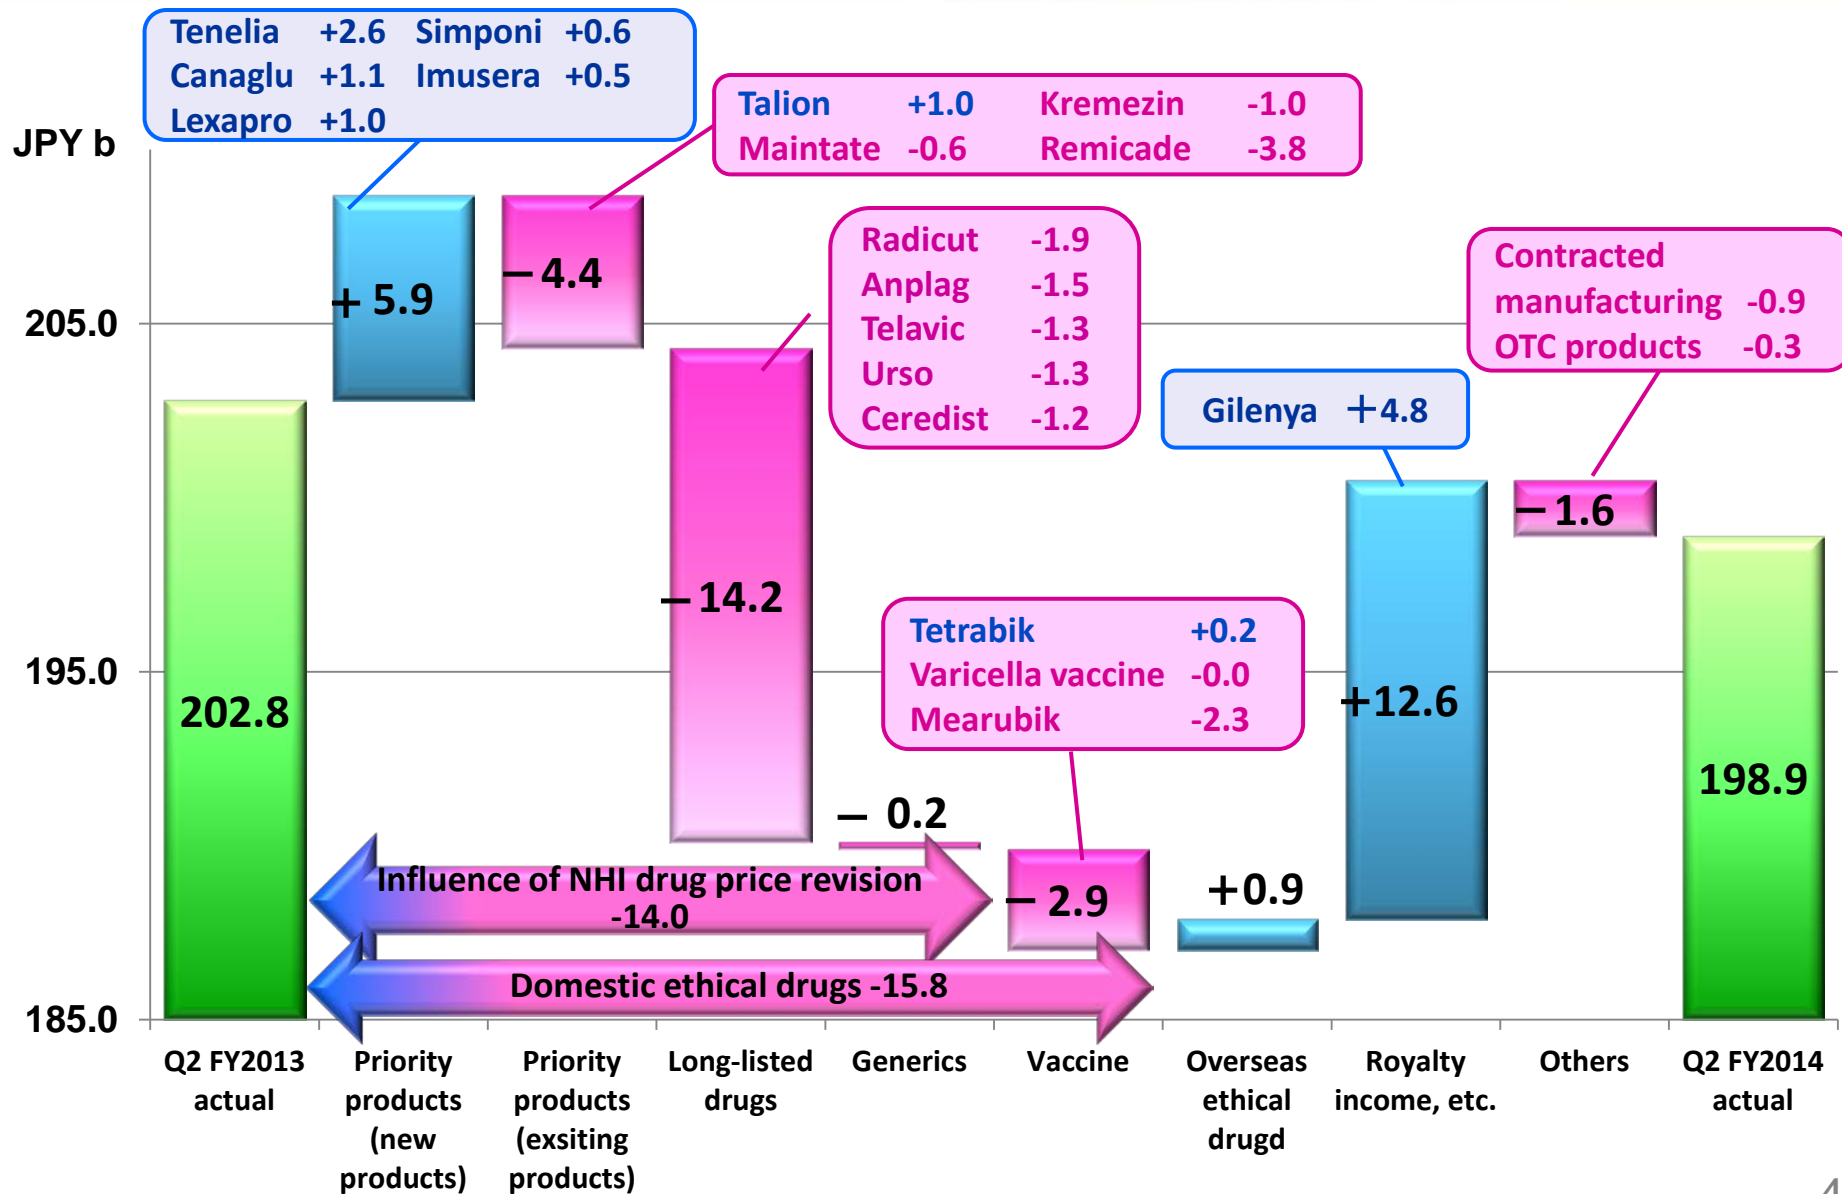 Tenelia +2.6 Simponi +0.6
Canaglu +1.1 Imusera +0.5
Lexapro +1.0
Talion +1.0 Kremezin -1.0
Maintate -0.6 Remicade -3.8
JPY b
Radicut -1.9
Anplag -1.5
Telavic -1.3
Urso -1.3
Ceredist -1.2
Contracted
manufacturing -0.9
OTC products -0.3
Gilenya +4.8
Tetrabik +0.2
Varicella vaccine -0.0
Mearubik -2.3
205.0
195.0
185.0
202.8
+ 5.9
− 4.4
− 14.2
− 0.2
− 2.9
+0.9
+12.6
− 1.6
198.9
Influence of NHI drug price revision
-14.0
Domestic ethical drugs -15.8
Q2 FY2013
actual
Priority
products
(new
products)
Priority
products
(exsiting
products)
Long-listed
drugs
Generics
Vaccine
Overseas
ethical
drugd
Royalty
income, etc.
Others
Q2 FY2014
actual
4